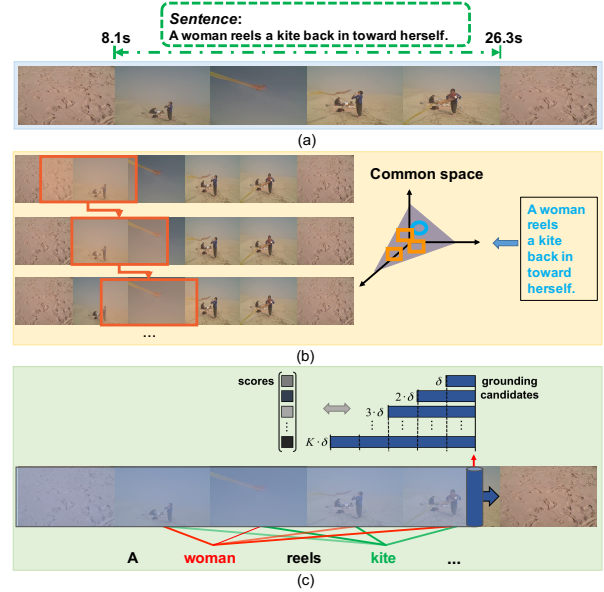 Sentence:
A woman reels a kite back in toward herself.
8.1s
26.3s
(a)
Common space
A woman
reels
a kite
back in
toward
herself.
...
(b)
scores
δ
2·δ
3·δ
⋮
K·δ
grounding
candidates
A woman reels kite ...
(c)